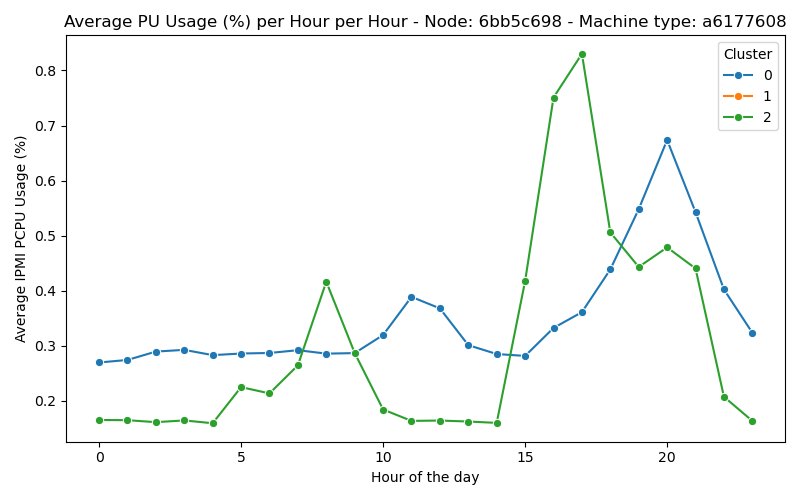 Average PU Usage (%) per Hour per Hour - Node: 6bb5c698 - Machine type: a6177608
Cluster
0
1
2
Average IPMI PCPU Usage (%)
0.8
0.7
0.6
0.5
0.4
0.3
0.2
0 5 10 15 20
Hour of the day